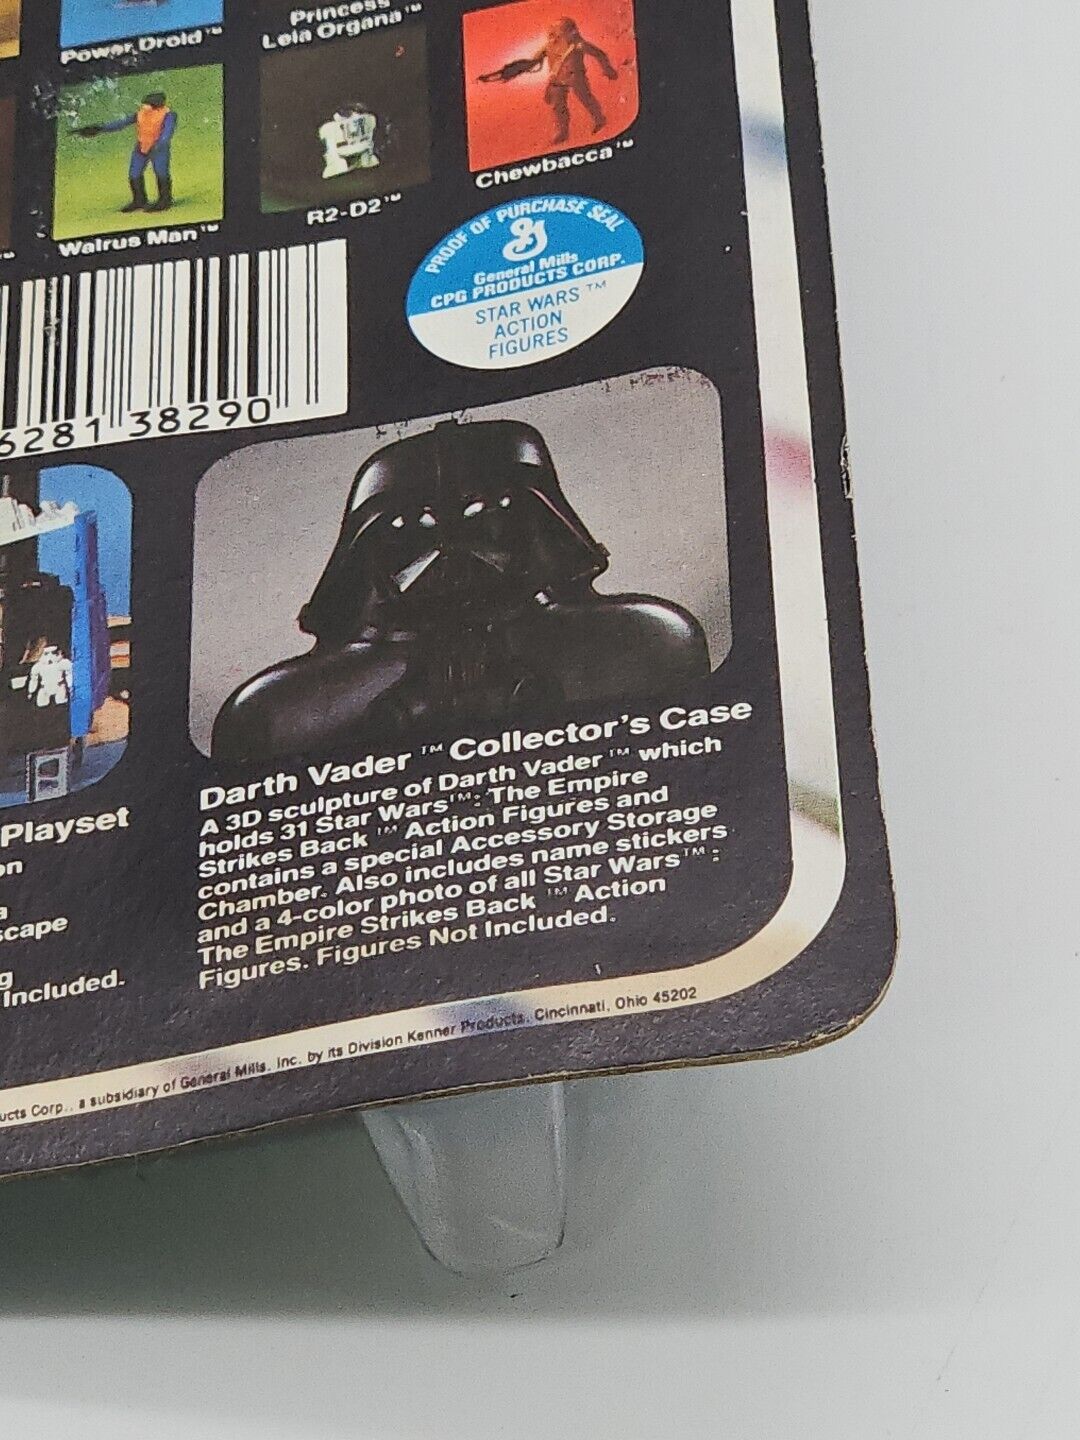 Princess
Leia Organa™
Power Droid™
Chewbacca™
R2-D2™
Walrus Man™
PROOF OF PURCHASE SEAL
General Mills
CPG PRODUCTS CORP.
STAR WARS™
ACTION
FIGURES
6281 38290
Darth Vader™ Collector's Case
A 3D sculpture of Darth Vader™ which
holds 31 Star Wars™: The Empire
Strikes Back™ Action Figures and
contains a special Accessory Storage
Chamber. Also includes name stickers
and a 4-color photo of all Star Wars™:
The Empire Strikes Back™ Action
Figures. Figures Not Included.
Playset
on
a
scape
g
Included.
ucts Corp., a subsidiary of General Mills, Inc. by its Division Kenner Products, Cincinnati, Ohio 45202